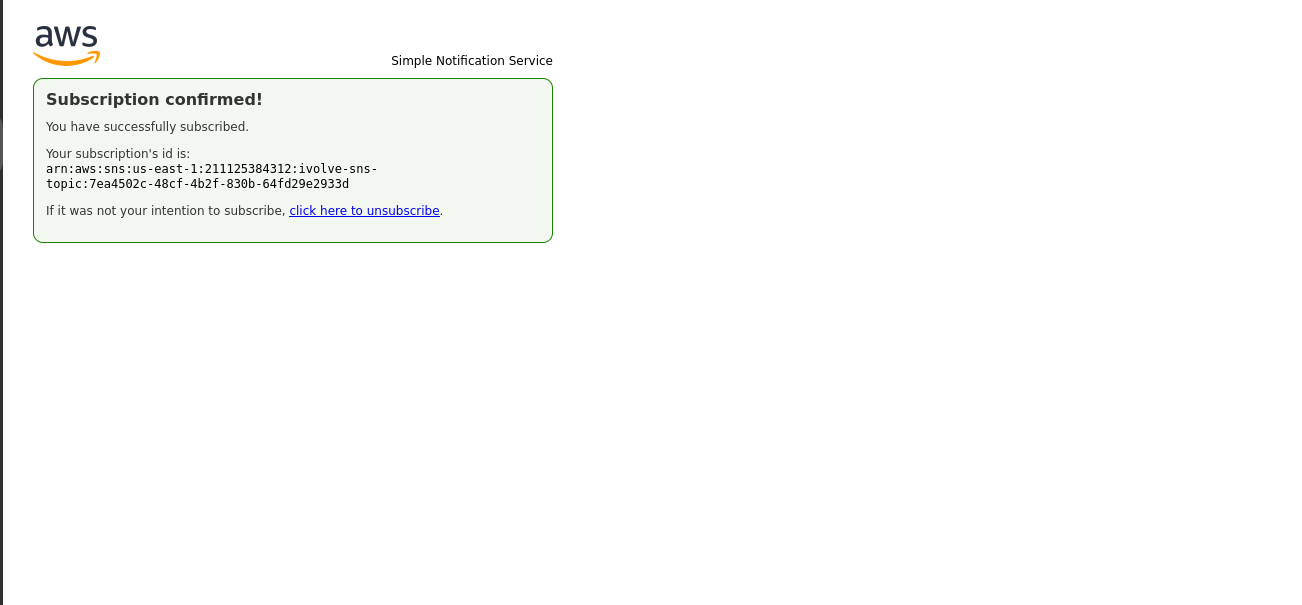 aws
Simple Notification Service
Subscription confirmed!
You have successfully subscribed.
Your subscription's id is:
arn:aws:sns:us-east-1:211125384312:ivolve-sns-
topic:7ea4502c-48cf-4b2f-830b-64fd29e2933d
If it was not your intention to subscribe, click here to unsubscribe.